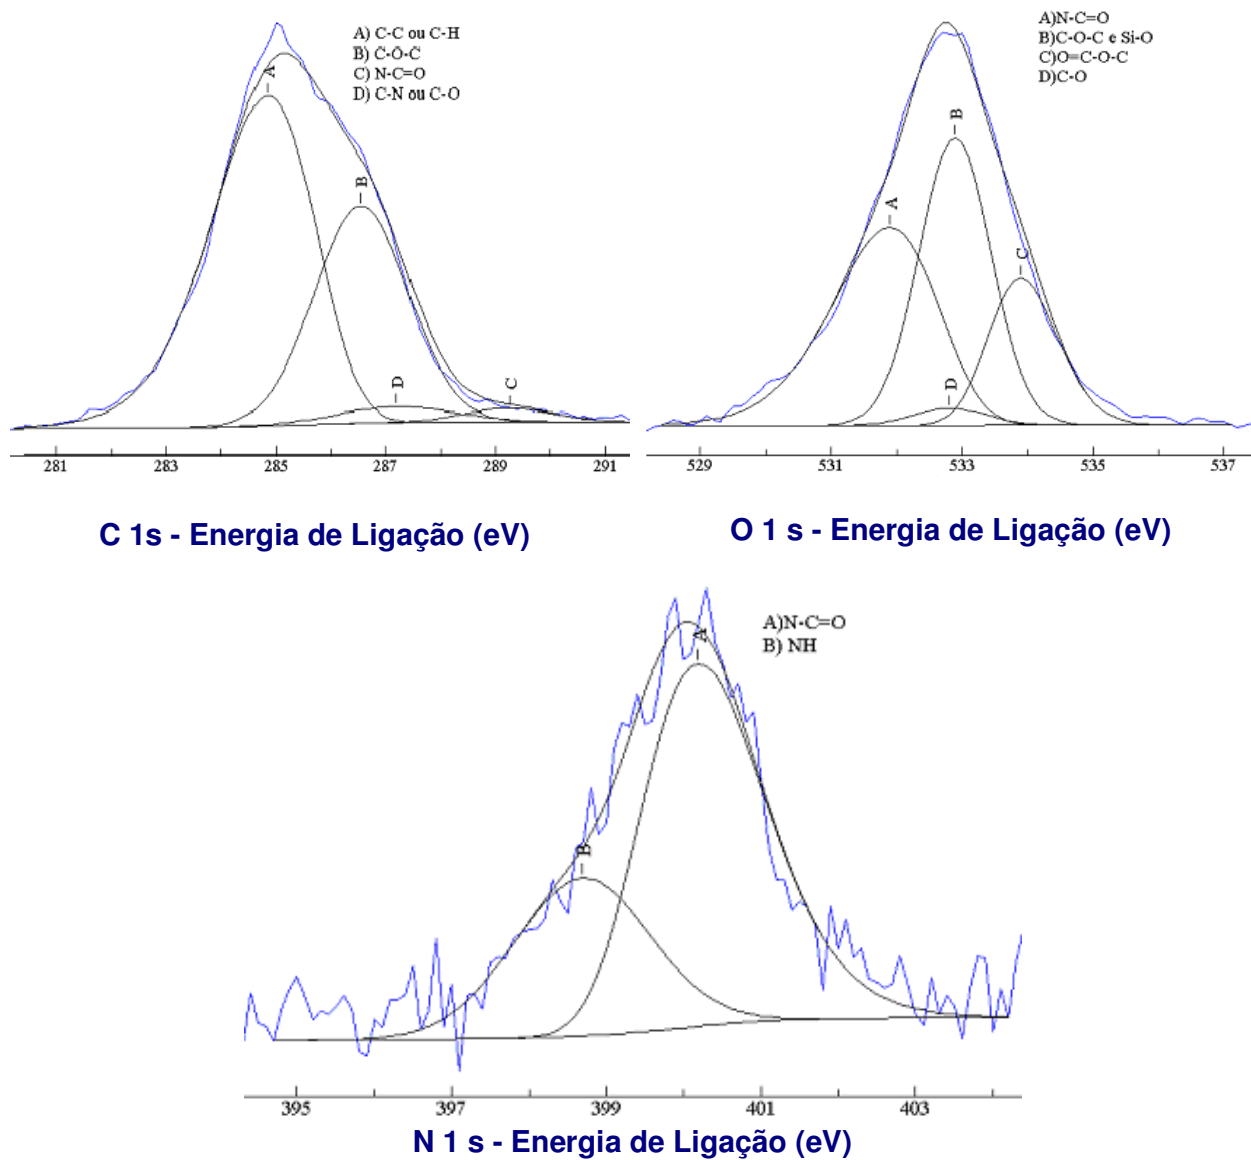 A) C-C ou C-H
B) C-O-C
C) N-C=O
D) C-N ou C-O
A
B
D
C
281 283 285 287 289 291
C 1s - Energia de Ligação (eV)
A)N-C=O
B)C-O-C e Si-O
C)O=C-O-C
D)C-O
B
A
C
D
529 531 533 535 537
O 1 s - Energia de Ligação (eV)
A)N-C=O
B) NH
A
B
395 397 399 401 403
N 1 s - Energia de Ligação (eV)